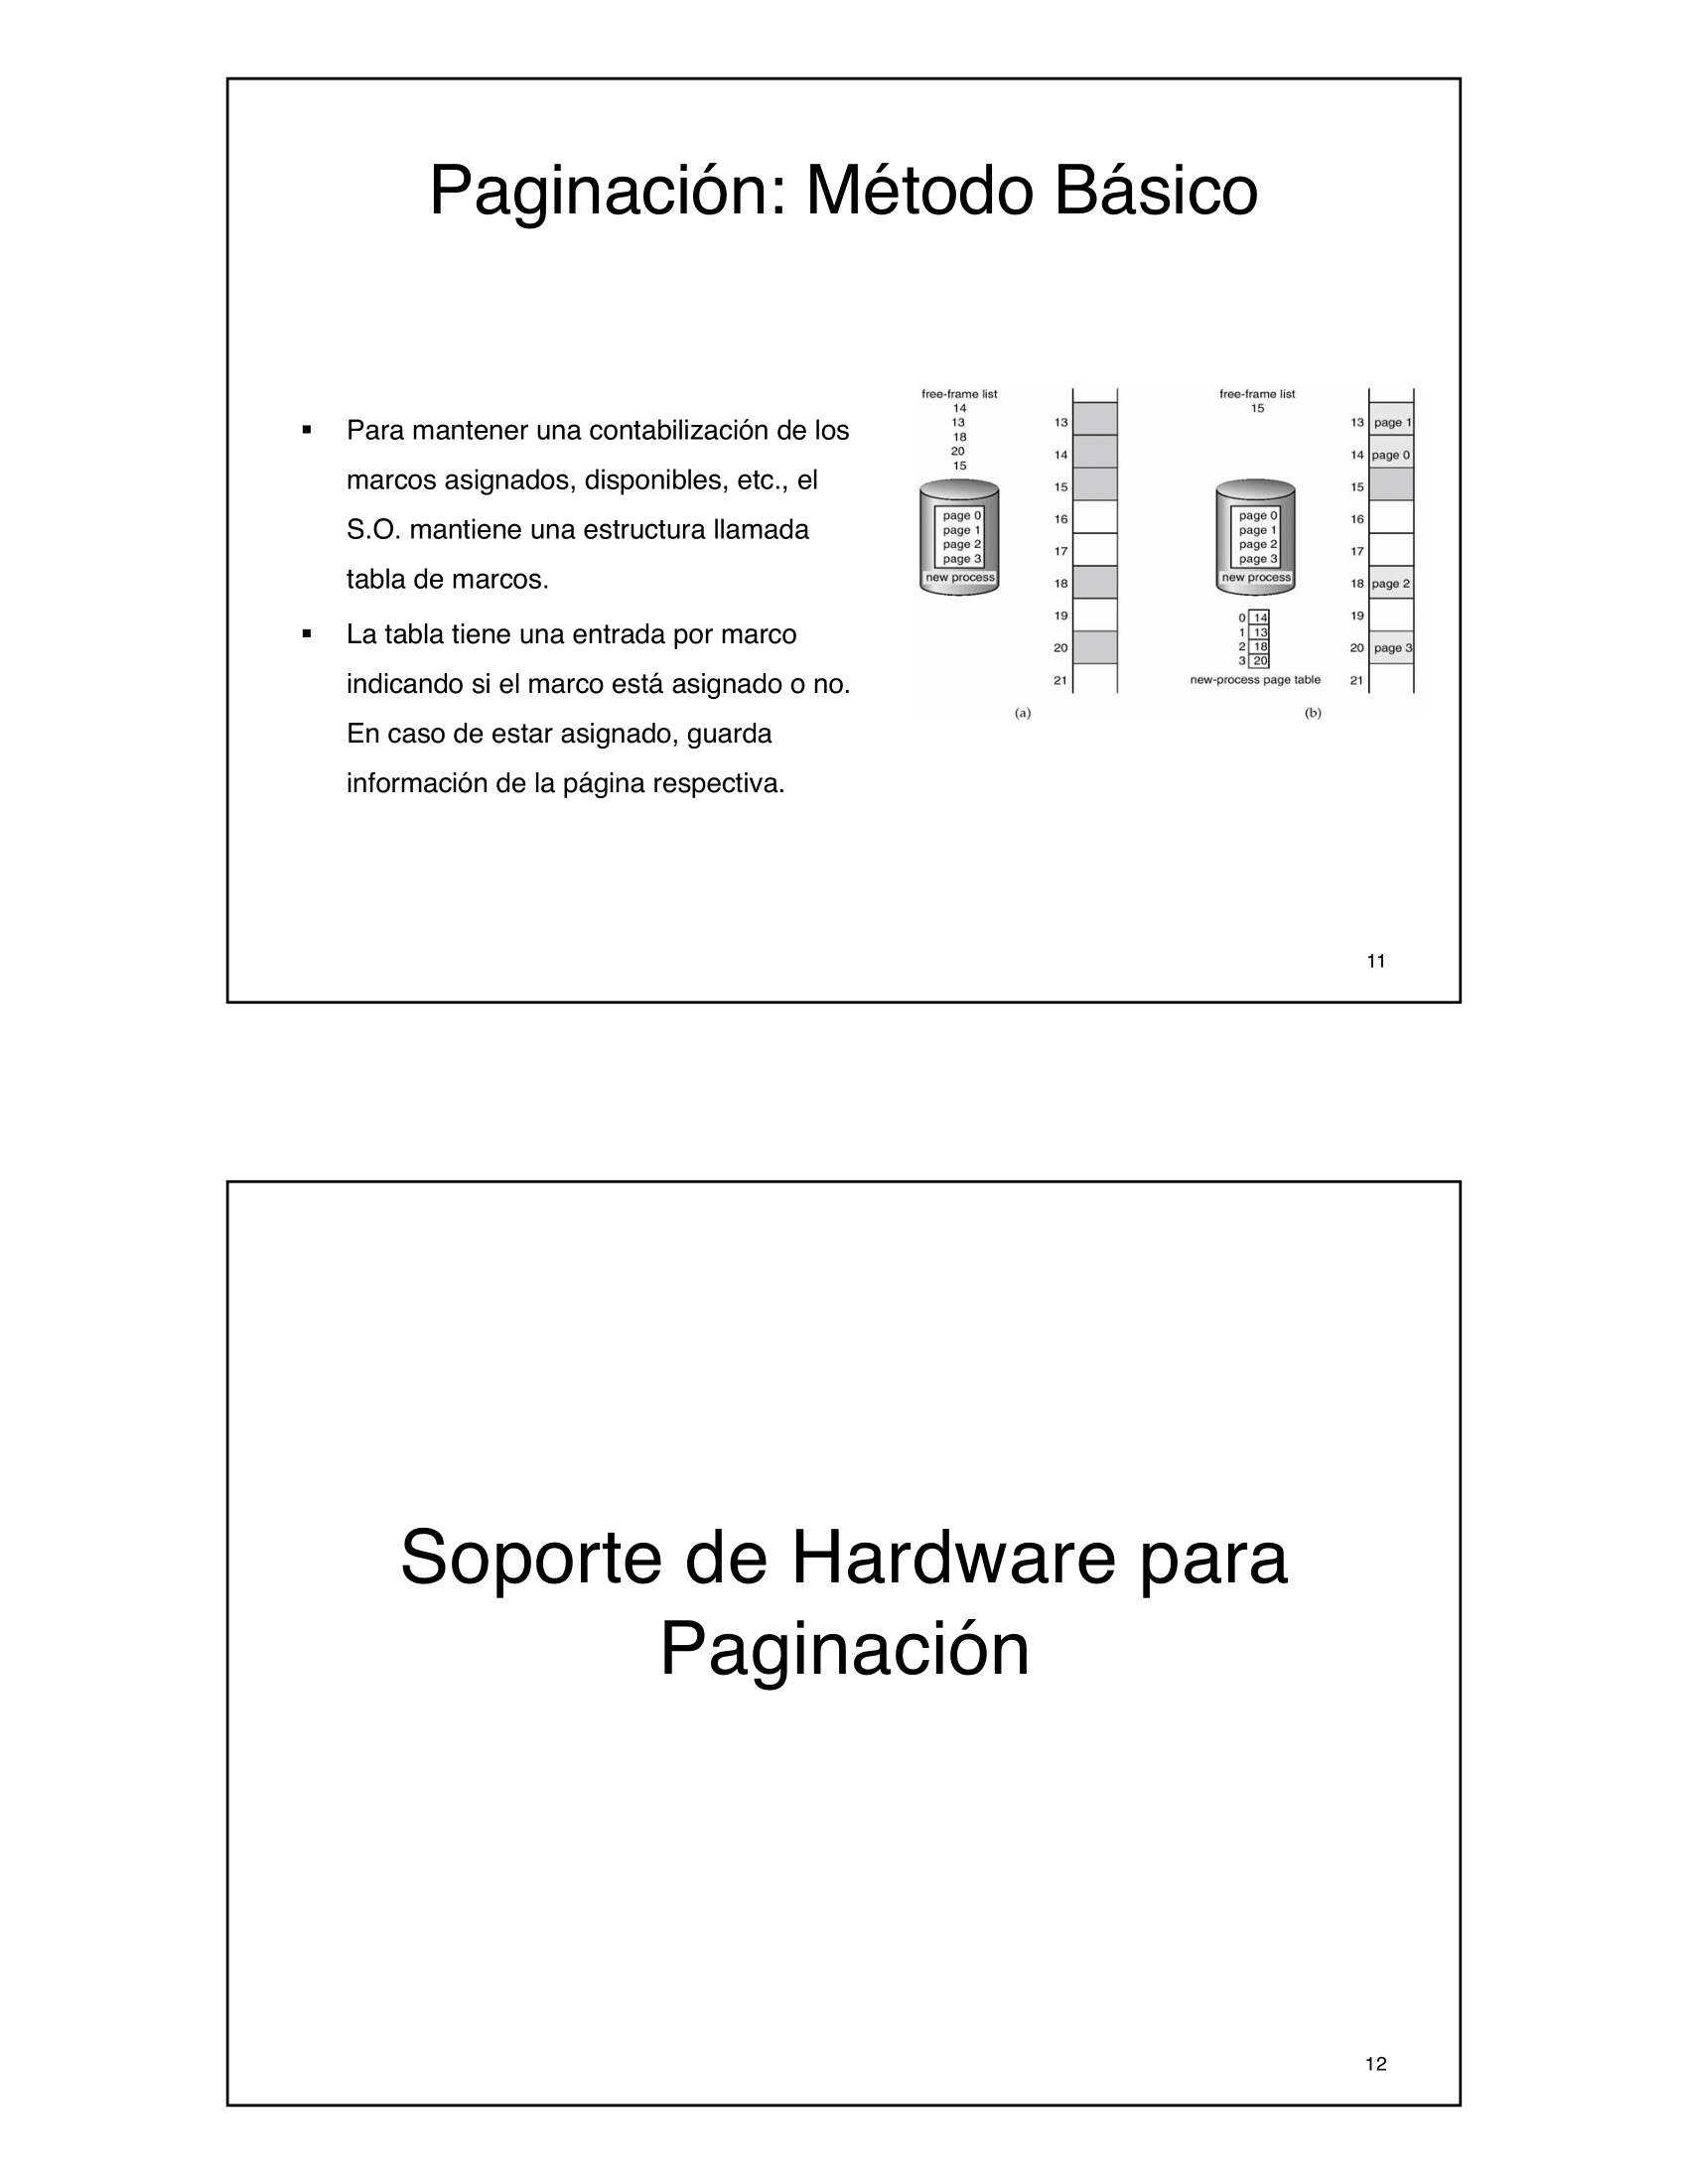 Paginación: Método Básico
▪ Para mantener una contabilización de los
marcos asignados, disponibles, etc., el
S.O. mantiene una estructura llamada
tabla de marcos.
▪ La tabla tiene una entrada por marco
indicando si el marco está asignado o no.
En caso de estar asignado, guarda
información de la página respectiva.
free-frame list
14
13
18
20
15
page 0
page 1
page 2
page 3
new process
13
14
15
16
17
18
19
20
21
(a)
free-frame list
15
page 0
page 1
page 2
page 3
new process
0 14
1 13
2 18
3 20
new-process page table
13 page 1
14 page 0
15
16
17
18 page 2
19
20 page 3
21
(b)
11
Soporte de Hardware para
Paginación
12